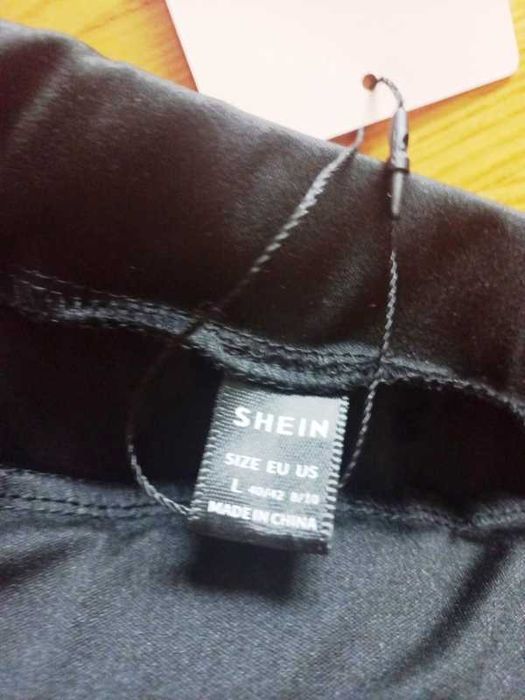 SHEIN
SIZE EU US
L 40/42 8/10
MADE IN CHINA